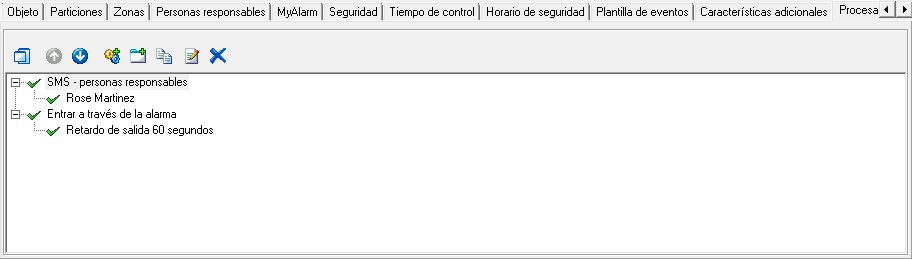 Objeto Particiones Zonas Personas responsables MyAlarm Seguridad Tiempo de control Horario de seguridad Plantilla de eventos Características adicionales Procesa
SMS - personas responsables
Rose Martinez
Entrar a través de la alarma
Retardo de salida 60 segundos